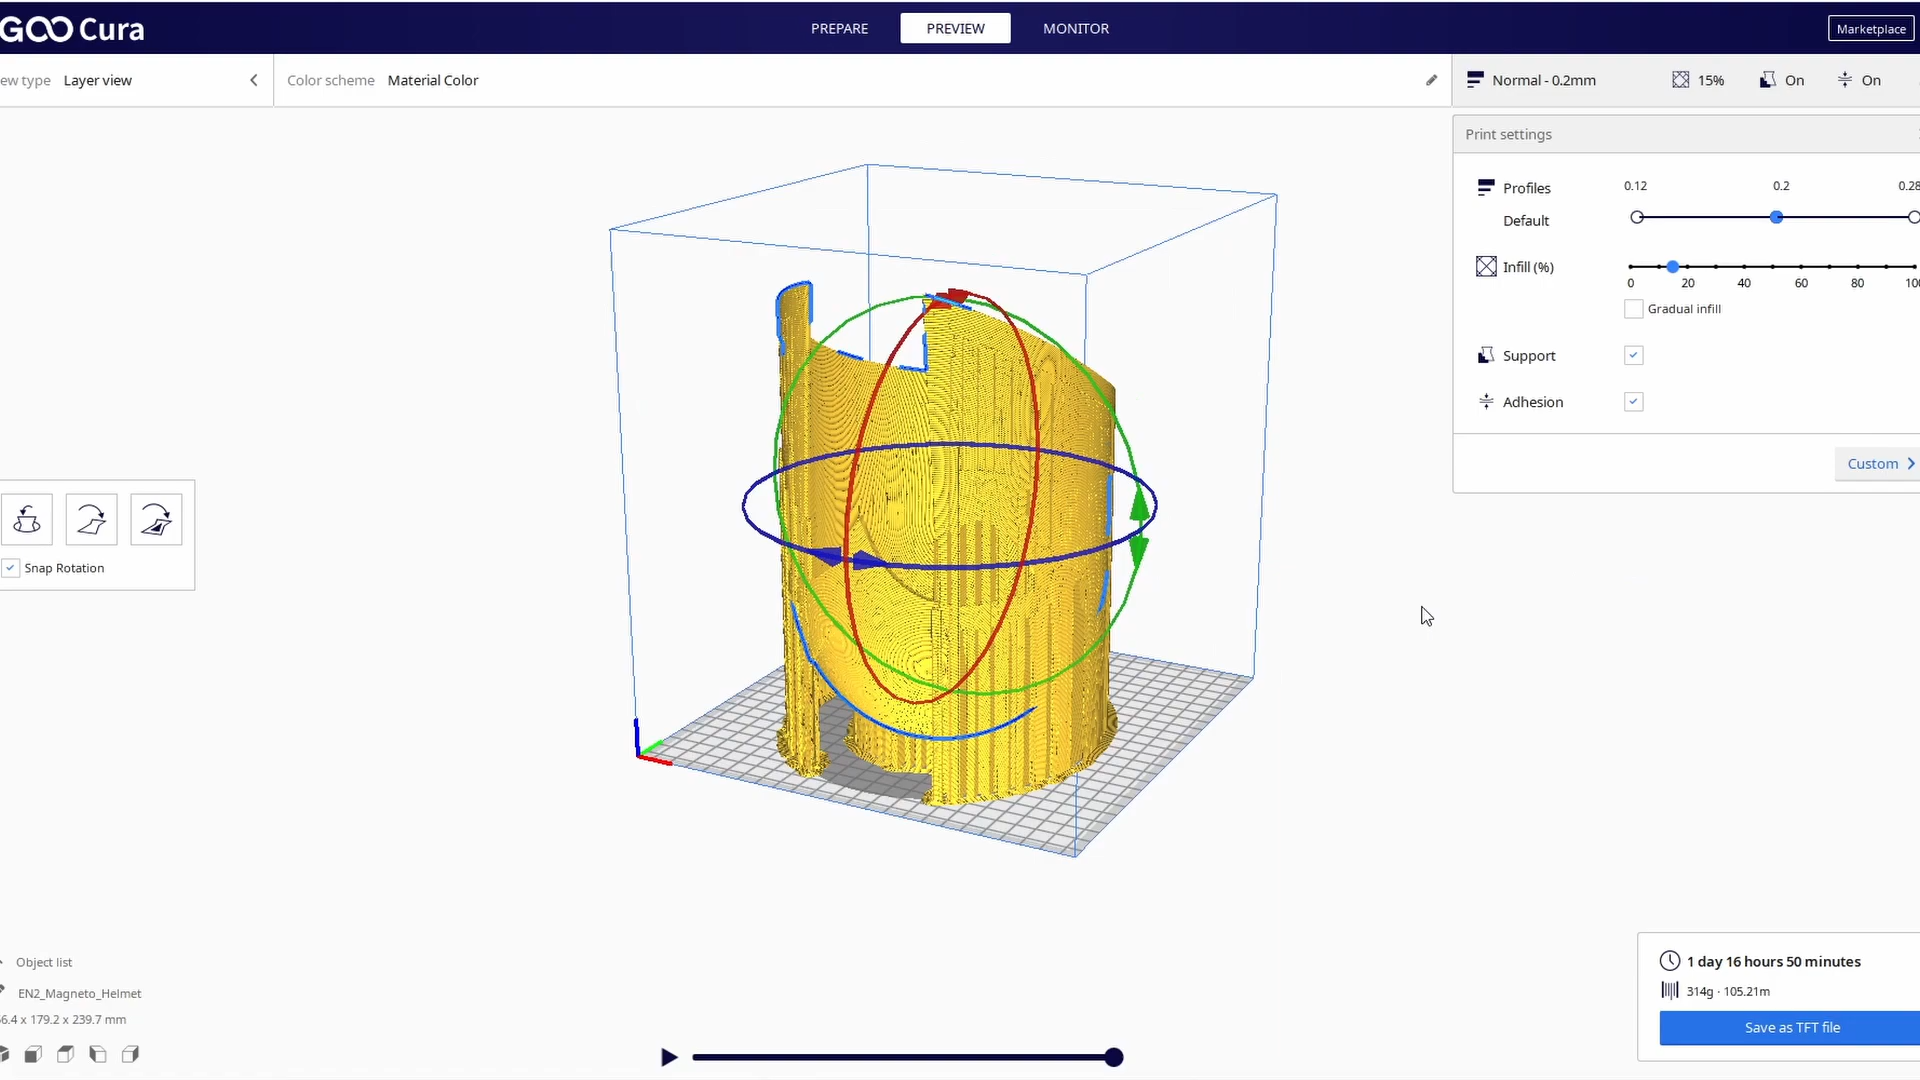 GOO Cura
PREPARE PREVIEW MONITOR
Marketplace
ew type Layer view
Color scheme Material Color
Normal - 0.2mm 15% On On
Print settings
Profiles 0.12 0.2 0.28
Default
Infill (%)
0 20 40 60 80 100
Gradual infill
Support
Adhesion
Custom
Snap Rotation
Object list
EN2_Magneto_Helmet
6.4 x 179.2 x 239.7 mm
1 day 16 hours 50 minutes
314g · 105.21m
Save as TFT file